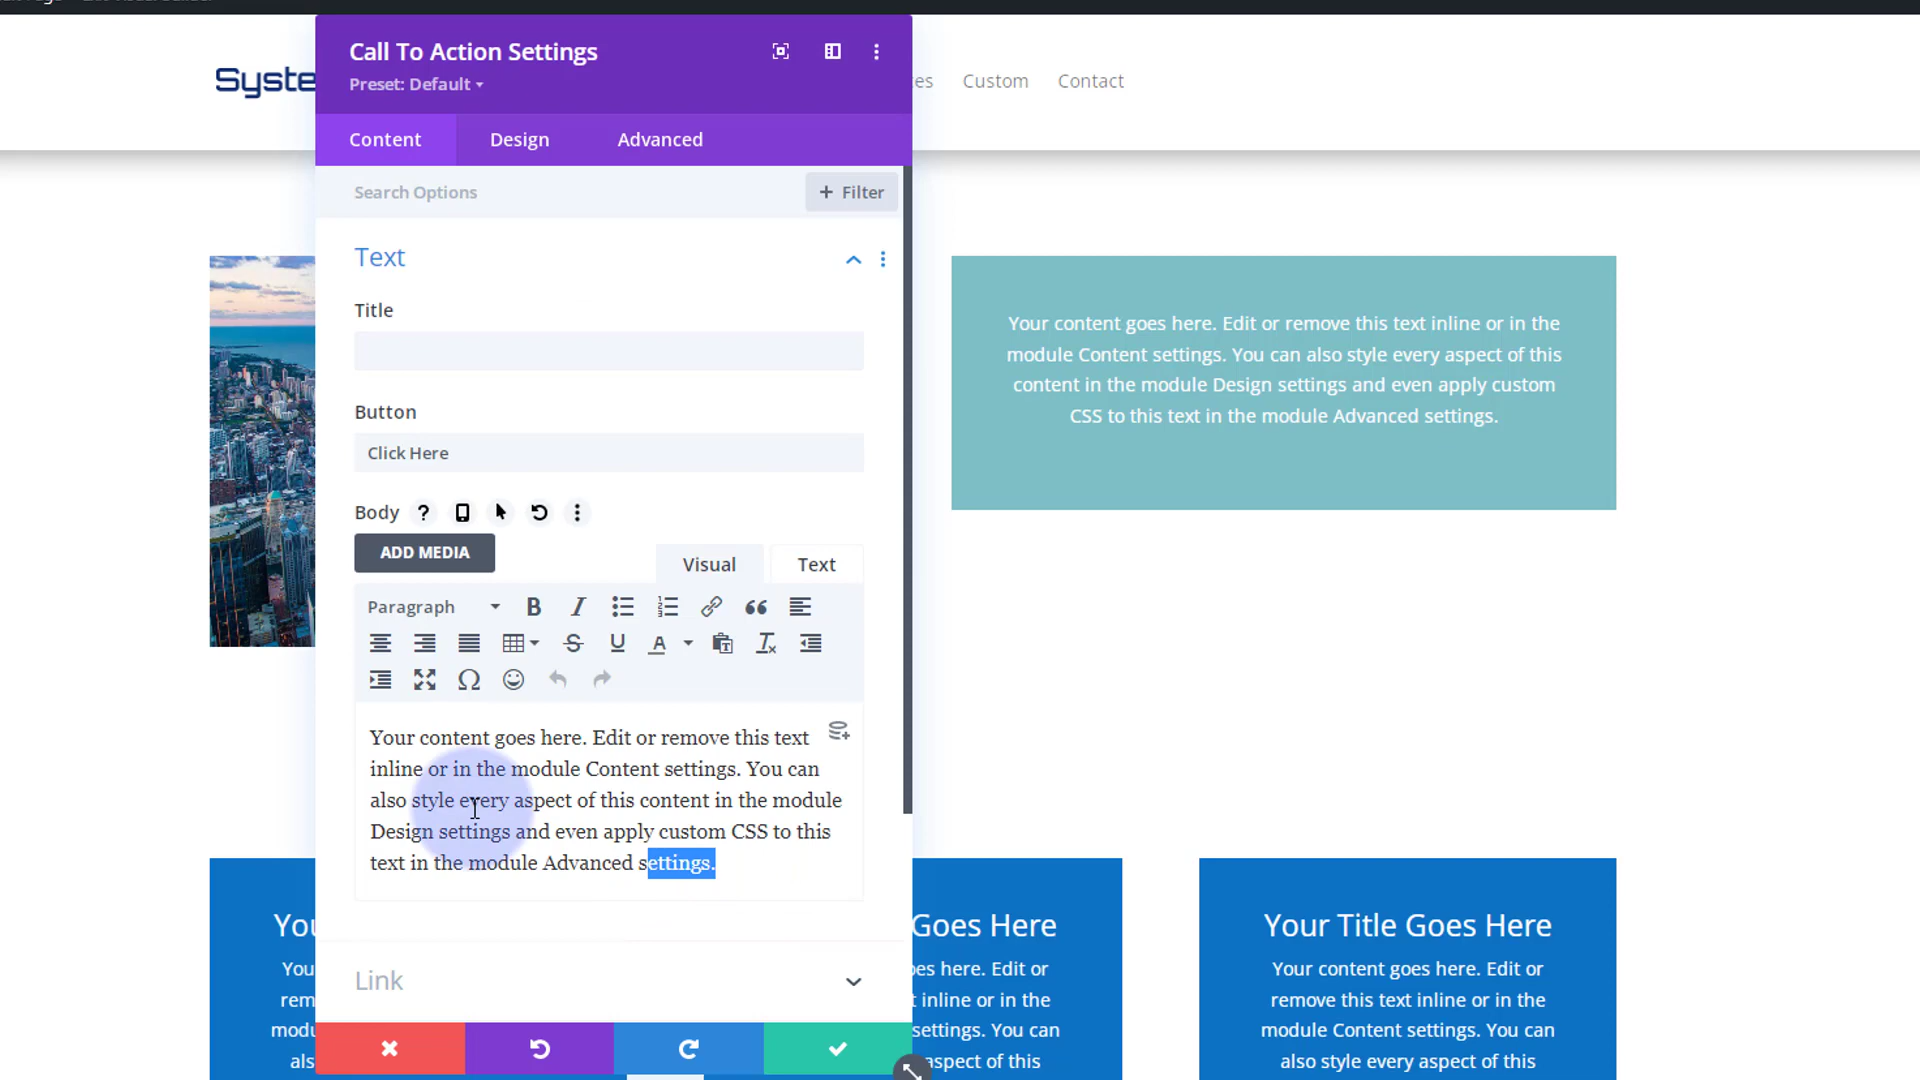 Call To Action Settings
Preset: Default
Syste
Custom
Contact
Content
Design
Advanced
Search Options
+ Filter
Text
Title
Button
Click Here
Body
ADD MEDIA
Visual
Text
Paragraph
Your content goes here. Edit or remove this text
inline or in the module Content settings. You can
also style every aspect of this content in the module
Design settings and even apply custom CSS to this
text in the module Advanced settings.
Link
Your content goes here. Edit or remove this text inline or in the
module Content settings. You can also style every aspect of this
content in the module Design settings and even apply custom
CSS to this text in the module Advanced settings.
You
You
rem
modu
als
Goes Here
es here. Edit or
inline or in the
settings. You can
aspect of this
Your Title Goes Here
Your content goes here. Edit or
remove this text inline or in the
module Content settings. You can
also style every aspect of this